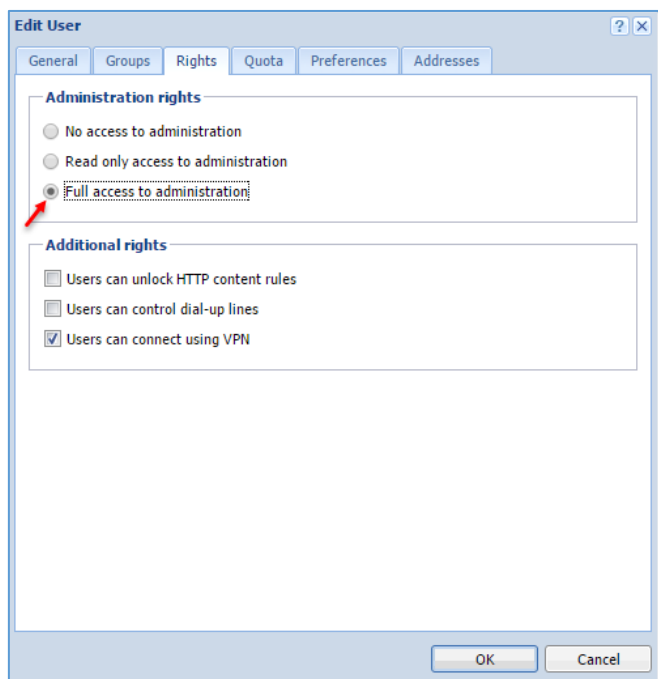 Edit User
General Groups Rights Quota Preferences Addresses
Administration rights
No access to administration
Read only access to administration
Full access to administration
Additional rights
Users can unlock HTTP content rules
Users can control dial-up lines
Users can connect using VPN
OK Cancel